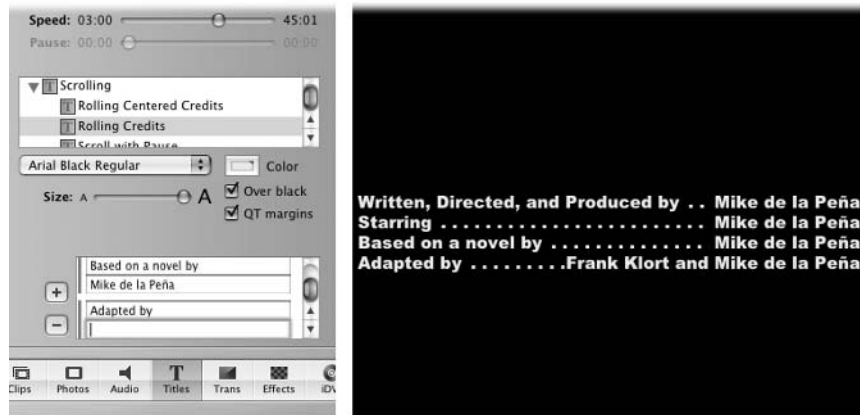 Speed: 03:00 45:01
Pause: 00:00 00:00
Scrolling
Rolling Centered Credits
Rolling Credits
Scroll with Pause
Arial Black Regular Color
Size: A A Over black
QT margins
Based on a novel by
Mike de la Peña
Adapted by
Clips Photos Audio Titles Trans Effects
Written, Directed, and Produced by . . Mike de la Peña
Starring . . . . . . . . . . . . . . . . . . . . . . . . Mike de la Peña
Based on a novel by . . . . . . . . . . . . . . Mike de la Peña
Adapted by . . . . . . . . .Frank Klort and Mike de la Peña